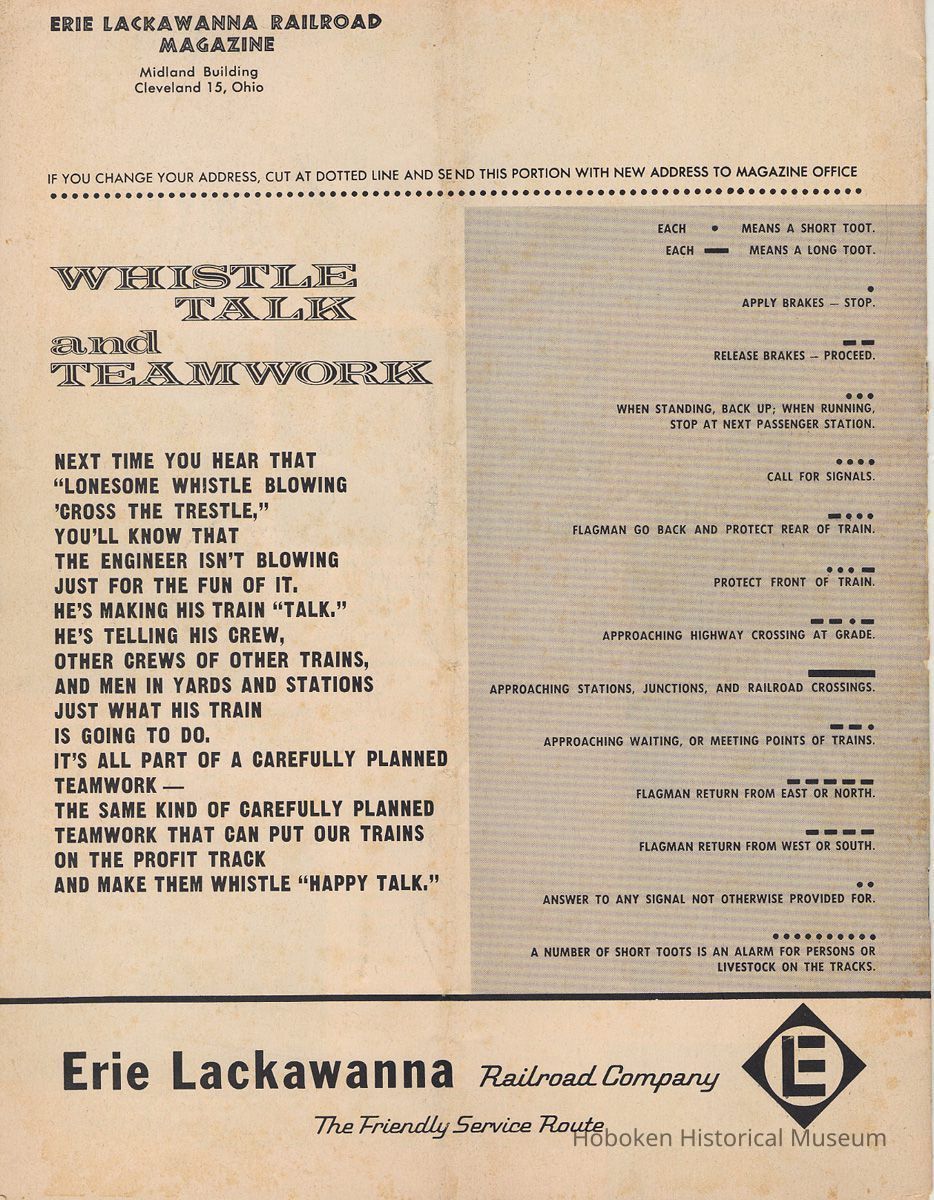 ERIE LACKAWANNA RAILROAD
MAGAZINE
Midland Building
Cleveland 15, Ohio
IF YOU CHANGE YOUR ADDRESS, CUT AT DOTTED LINE AND SEND THIS PORTION WITH NEW ADDRESS TO MAGAZINE OFFICE
WHISTLE
TALK
and
TEAMWORK
NEXT TIME YOU HEAR THAT
“LONESOME WHISTLE BLOWING
’CROSS THE TRESTLE,”
YOU’LL KNOW THAT
THE ENGINEER ISN’T BLOWING
JUST FOR THE FUN OF IT.
HE’S MAKING HIS TRAIN “TALK.”
HE’S TELLING HIS CREW,
OTHER CREWS OF OTHER TRAINS,
AND MEN IN YARDS AND STATIONS
JUST WHAT HIS TRAIN
IS GOING TO DO.
IT’S ALL PART OF A CAREFULLY PLANNED
TEAMWORK —
THE SAME KIND OF CAREFULLY PLANNED
TEAMWORK THAT CAN PUT OUR TRAINS
ON THE PROFIT TRACK
AND MAKE THEM WHISTLE “HAPPY TALK.”
EACH • MEANS A SHORT TOOT.
EACH — MEANS A LONG TOOT.
•
APPLY BRAKES — STOP.
— —
RELEASE BRAKES — PROCEED.
• • •
WHEN STANDING, BACK UP; WHEN RUNNING,
STOP AT NEXT PASSENGER STATION.
• • • •
CALL FOR SIGNALS.
— • • •
FLAGMAN GO BACK AND PROTECT REAR OF TRAIN.
• • • —
PROTECT FRONT OF TRAIN.
— — • —
APPROACHING HIGHWAY CROSSING AT GRADE.
———
APPROACHING STATIONS, JUNCTIONS, AND RAILROAD CROSSINGS.
— — •
APPROACHING WAITING, OR MEETING POINTS OF TRAINS.
— — — — —
FLAGMAN RETURN FROM EAST OR NORTH.
— — — —
FLAGMAN RETURN FROM WEST OR SOUTH.
• •
ANSWER TO ANY SIGNAL NOT OTHERWISE PROVIDED FOR.
• • • • • • • • • •
A NUMBER OF SHORT TOOTS IS AN ALARM FOR PERSONS OR
LIVESTOCK ON THE TRACKS.
Erie Lackawanna Railroad Company
E
The Friendly Service Route
Hoboken Historical Museum